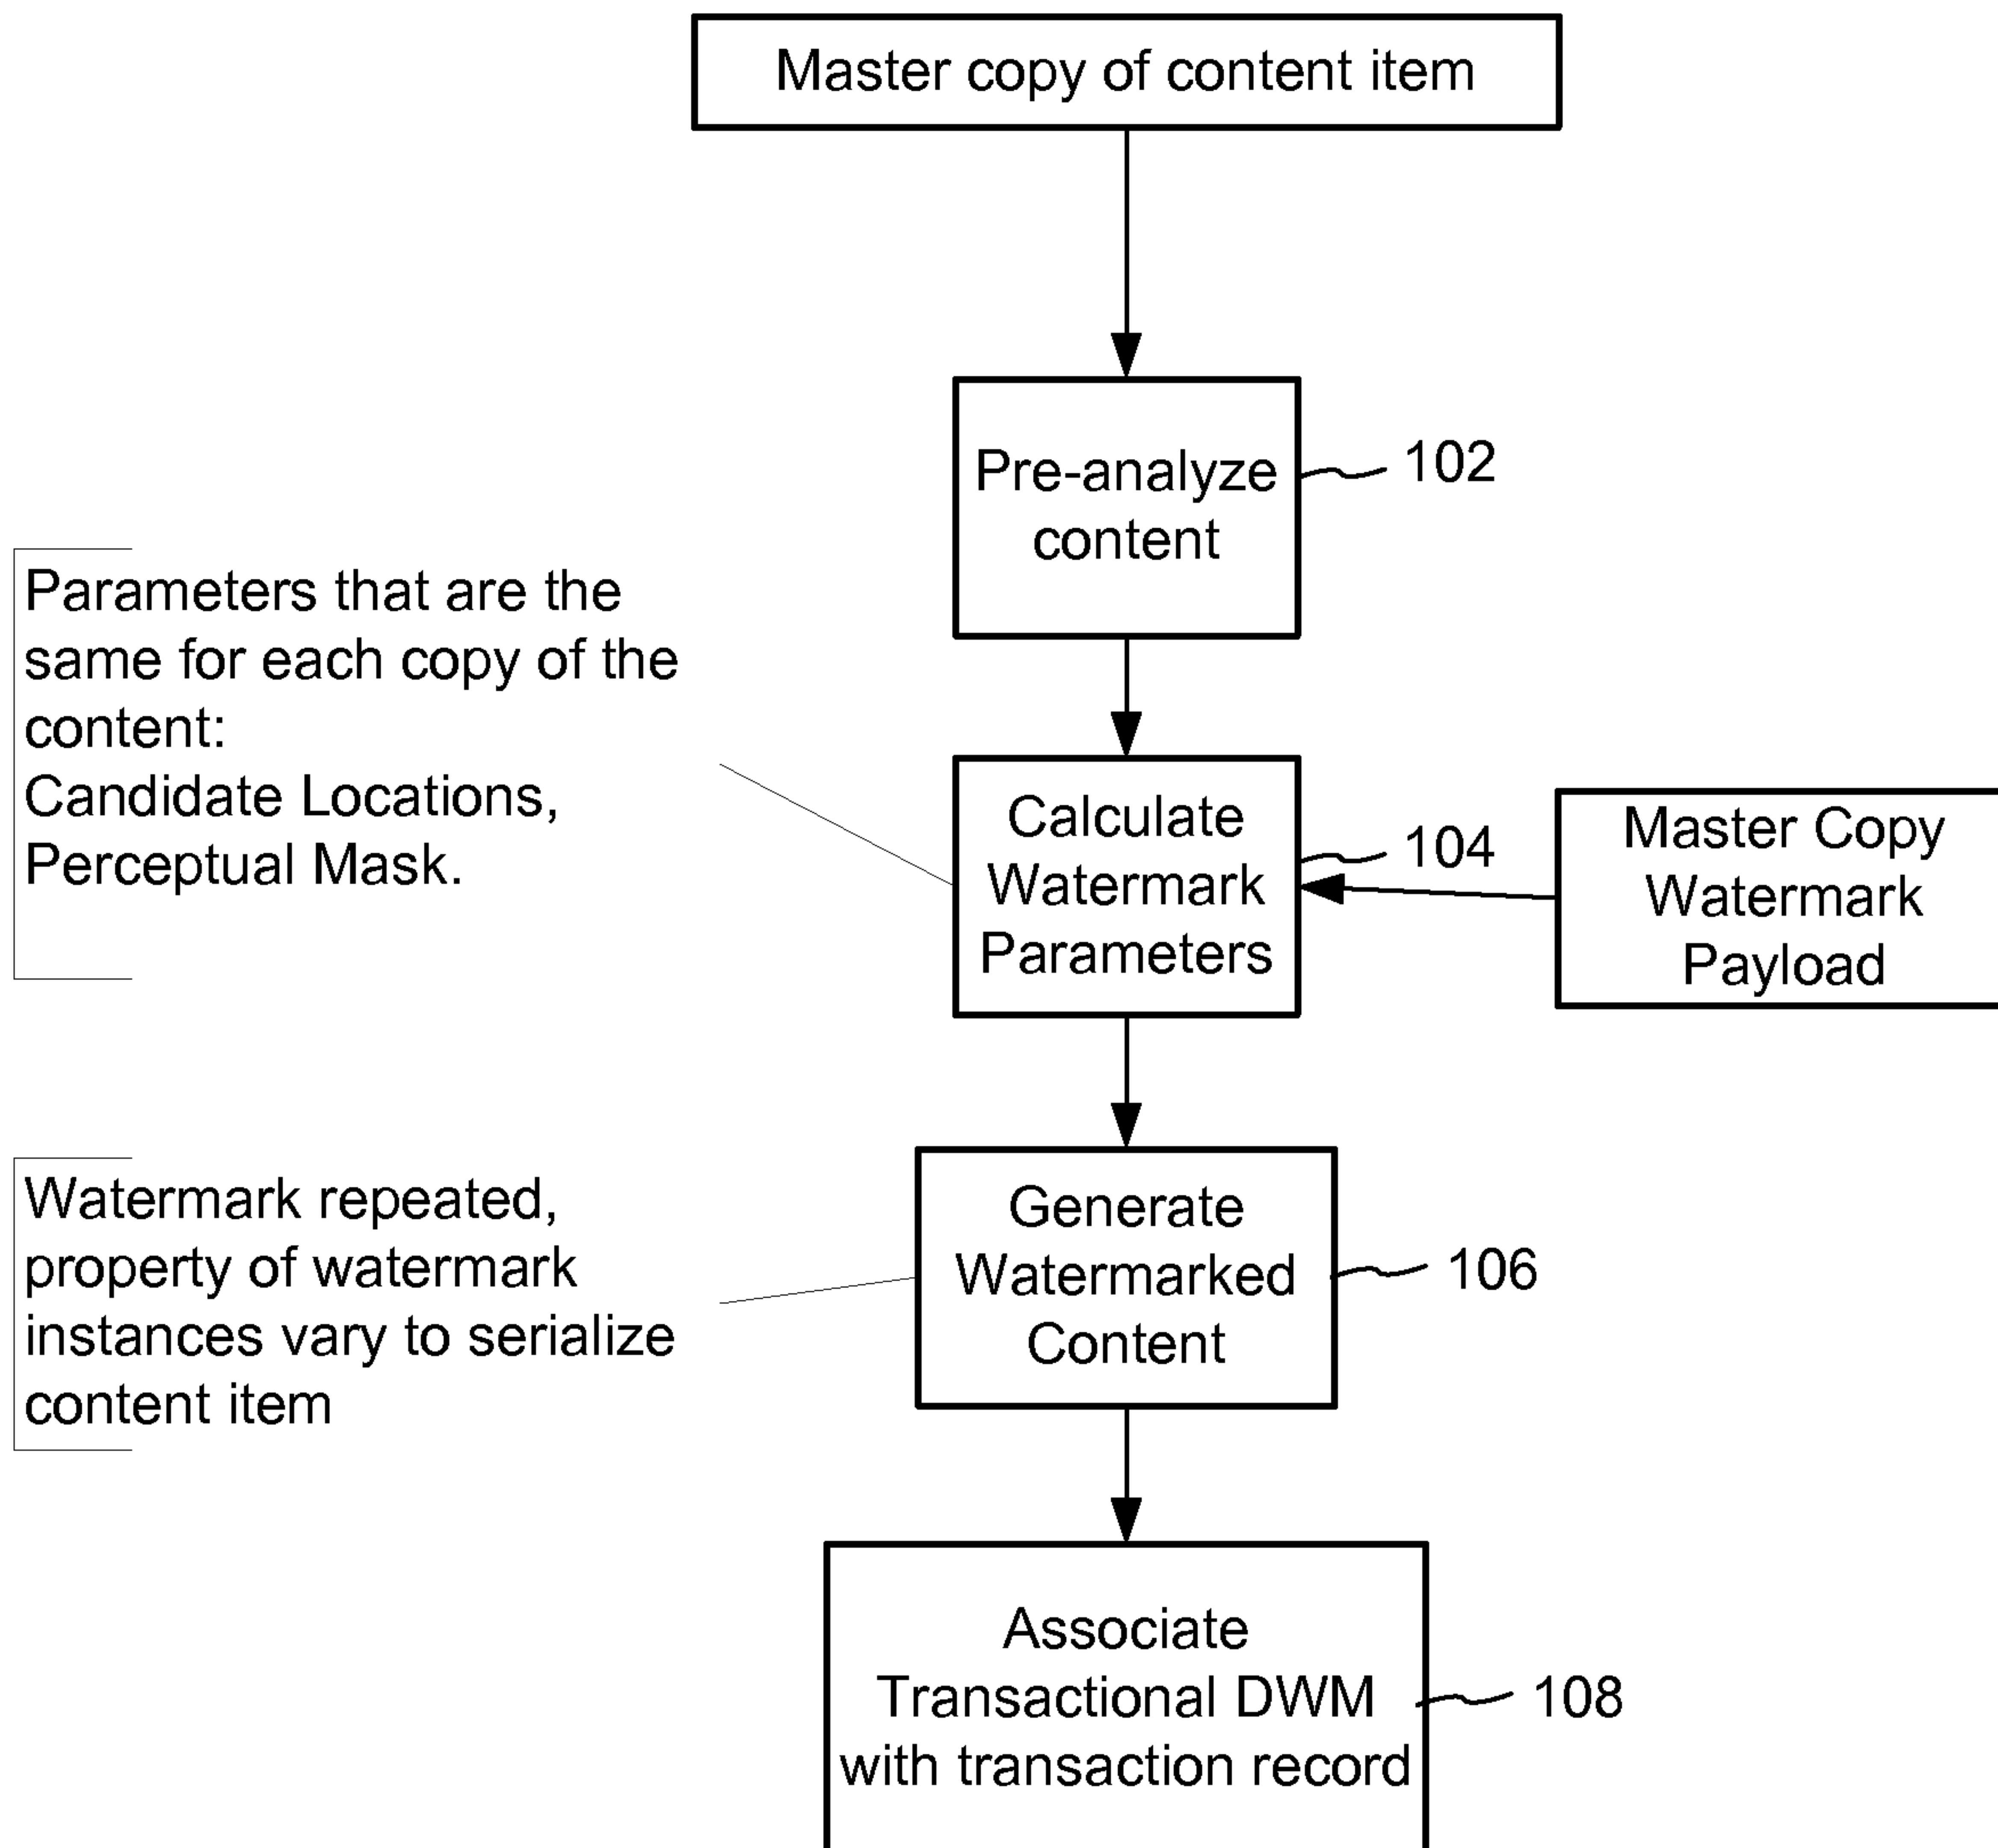 Master copy of content item
Pre-analyze
content
102
Parameters that are the
same for each copy of the
content:
Candidate Locations,
Perceptual Mask.
Calculate
Watermark
Parameters
104
Master Copy
Watermark
Payload
Watermark repeated,
property of watermark
instances vary to serialize
content item
Generate
Watermarked
Content
106
Associate
Transactional DWM
with transaction record
108